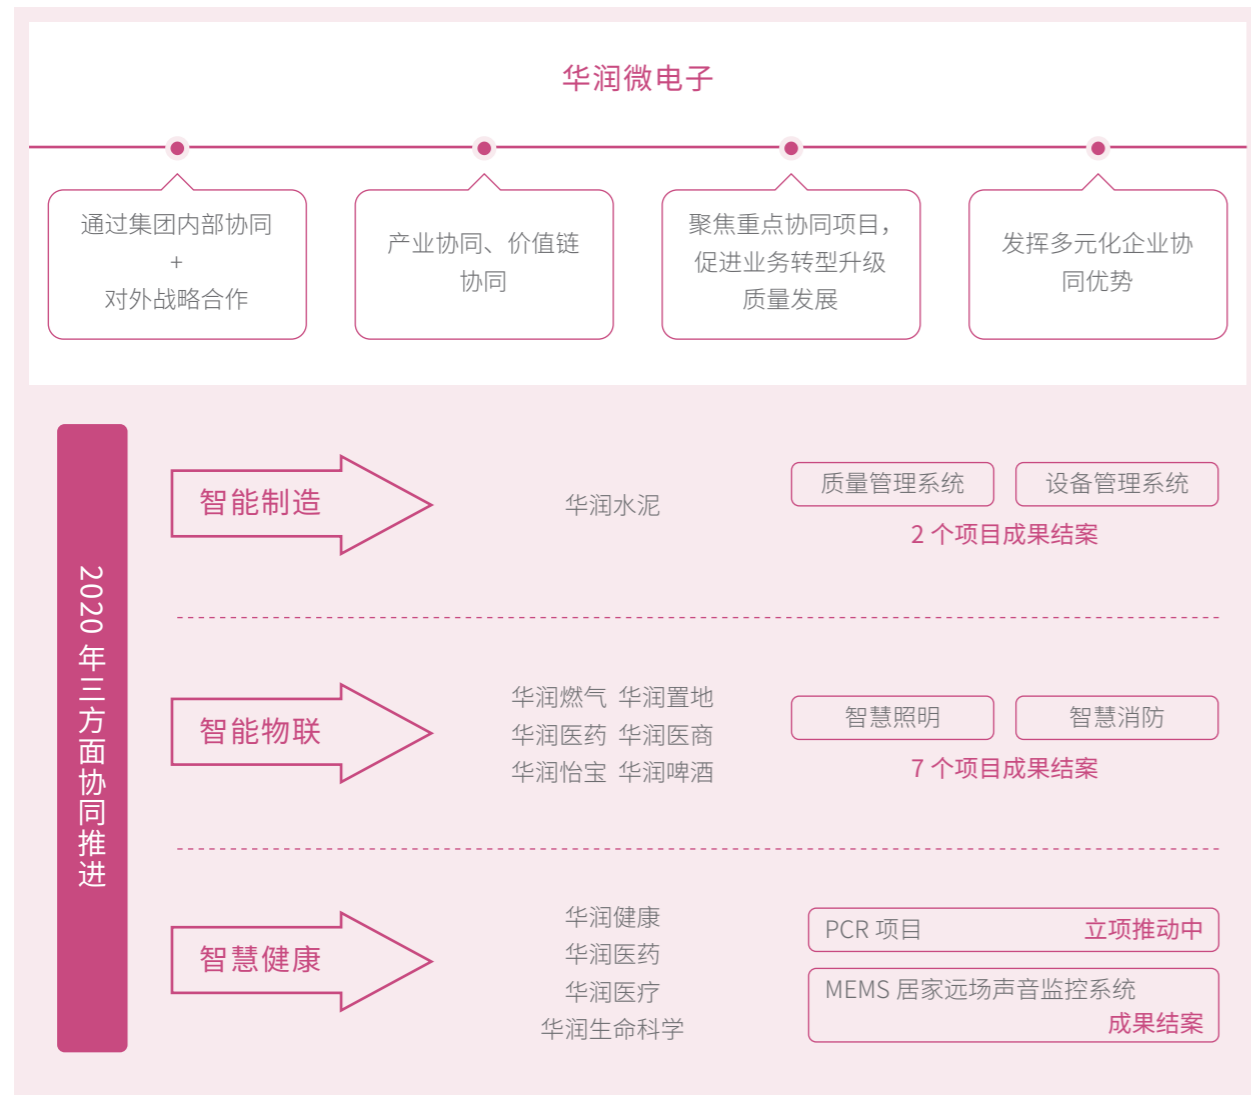 华润微电子
通过集团内部协同
+
对外战略合作
产业协同、价值链
协同
聚焦重点协同项目，
促进业务转型升级
质量发展
发挥多元化企业协
同优势
2020 年三方面协同推进
智能制造
华润水泥
质量管理系统
设备管理系统
2 个项目成果结案
智能物联
华润燃气 华润置地
华润医药 华润医商
华润怡宝 华润啤酒
智慧照明
智慧消防
7 个项目成果结案
智慧健康
华润健康
华润医药
华润医疗
华润生命科学
PCR 项目 立项推动中
MEMS 居家远场声音监控系统
成果结案